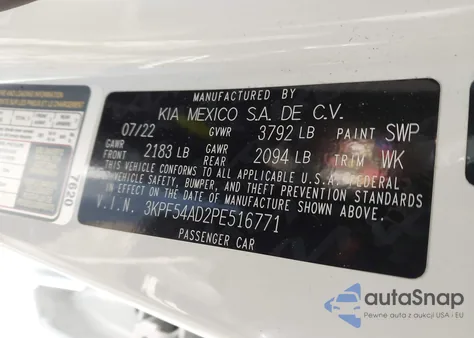 MANUFACTURED BY
KIA MEXICO S.A. DE C.V.
07/22 GVWR 3792 LB PAINT SWP
GAWR FRONT 2183 LB GAWR REAR 2094 LB TRIM WK
THIS VEHICLE CONFORMS TO ALL APPLICABLE U.S.A. FEDERAL
VEHICLE SAFETY, BUMPER, AND THEFT PREVENTION STANDARDS
IN EFFECT ON THE DATE OF MANUFACTURE SHOWN ABOVE.
V.I.N. 3KPF54AD2PE516771
PASSENGER CAR
7620
autoSnap
Pewne auta z aukcji USA i EU